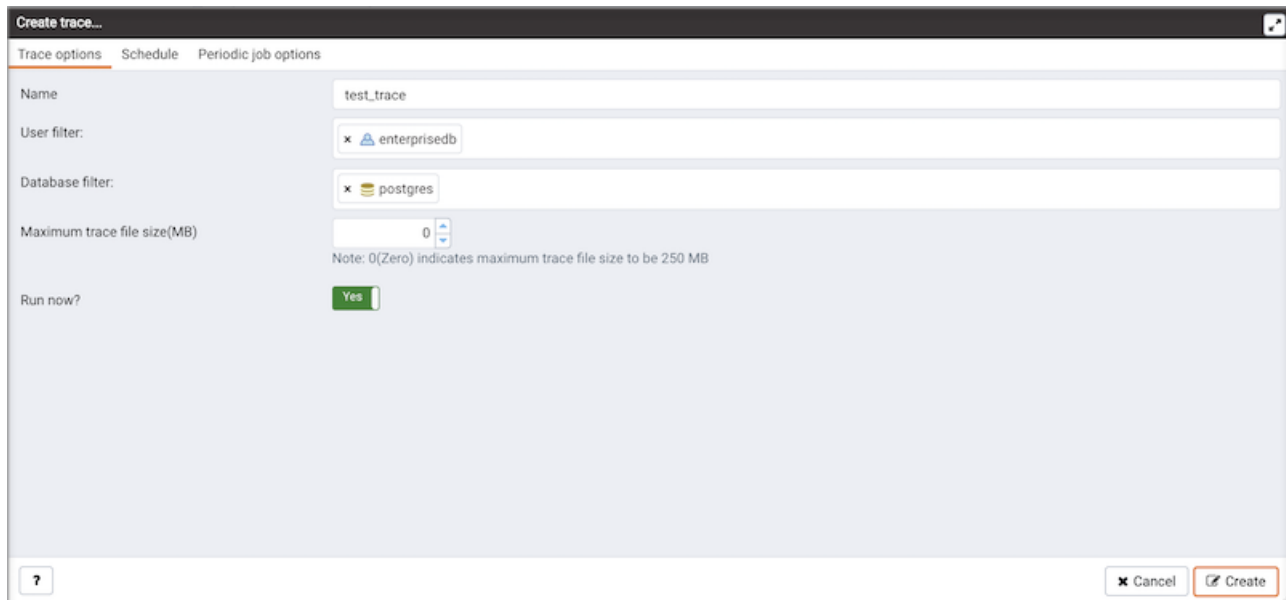 Create trace...
Trace options Schedule Periodic job options
Name test_trace
User filter: × enterprisedb
Database filter: × postgres
Maximum trace file size(MB) 0
Note: 0(Zero) indicates maximum trace file size to be 250 MB
Run now? Yes
? × Cancel Create